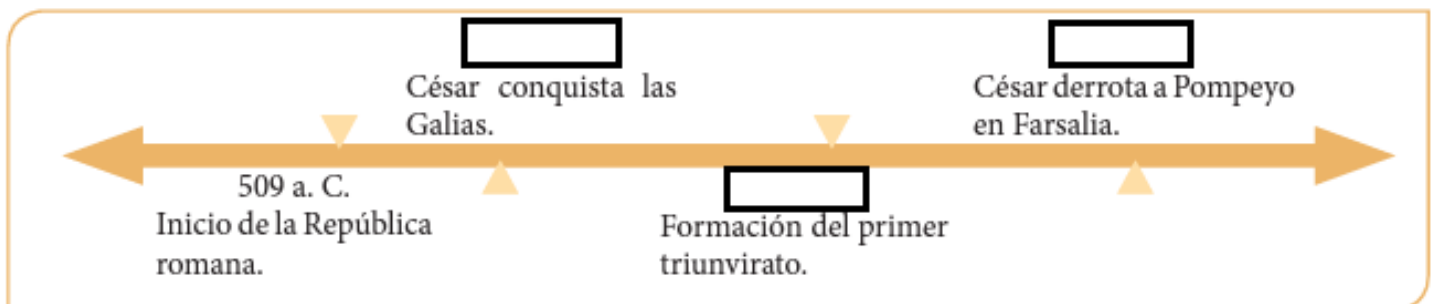 César conquista las
Galias.
César derrota a Pompeyo
en Farsalia.
509 a. C.
Inicio de la República
romana.
Formación del primer
triunvirato.